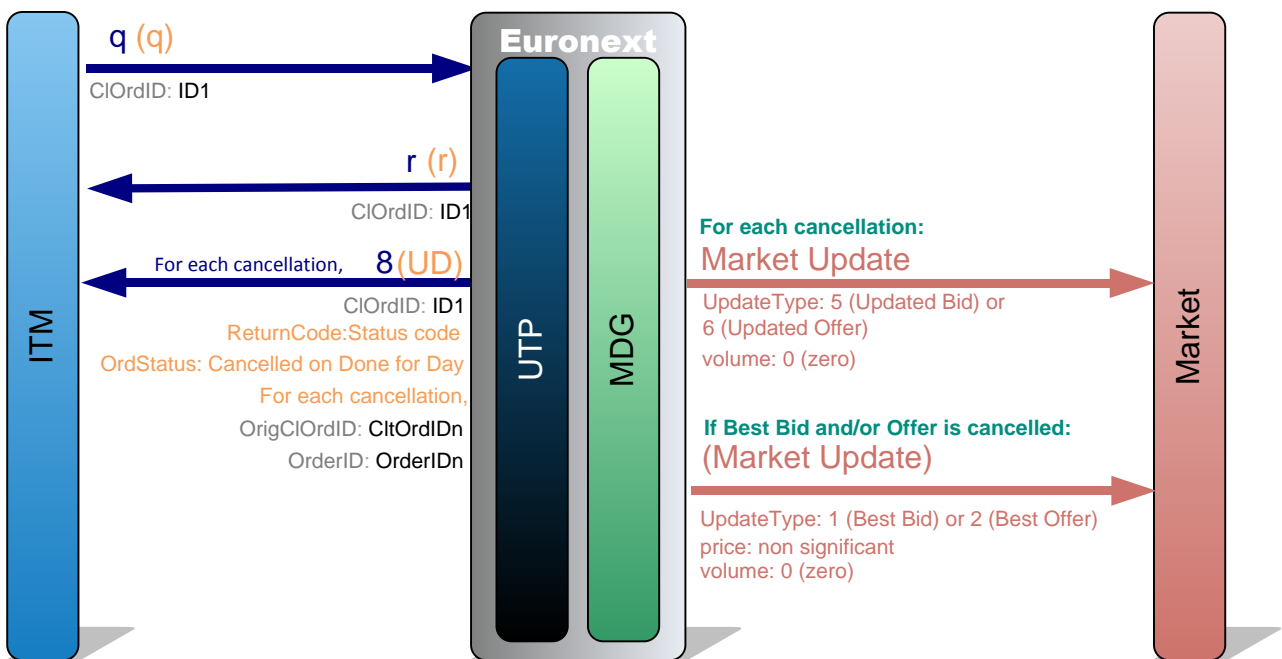 q (q)
ClOrdID: ID1
r (r)
ClOrdID: ID1
For each cancellation, 8(UD)
ClOrdID: ID1
ReturnCode:Status code
OrdStatus: Cancelled on Done for Day
For each cancellation,
OrigClOrdID: CltOrdIDn
OrderID: OrderIDn
ITM
Euronext
UTP
MDG
For each cancellation:
Market Update
UpdateType: 5 (Updated Bid) or
6 (Updated Offer)
volume: 0 (zero)
If Best Bid and/or Offer is cancelled:
(Market Update)
UpdateType: 1 (Best Bid) or 2 (Best Offer)
price: non significant
volume: 0 (zero)
Market